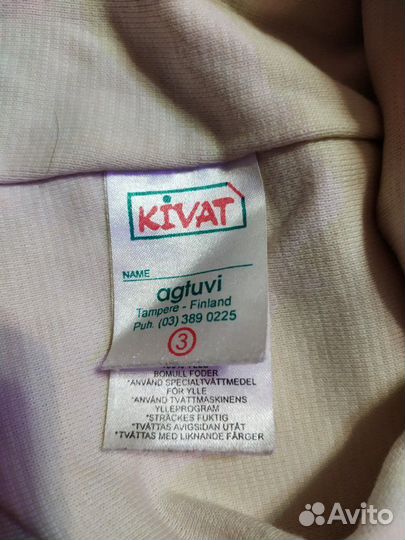 KiVAT
NAME
agtuvi
Tampere - Finland
Puh. (03) 389 0225
3
BOMULL FODER
*ANVÄND SPECIALTVÄTTMEDEL
FÖR YLLE
*ANVÄND TVÄTTMASKINENS
YLLEPROGRAM
*STRÄCKES FUKTIG
*TVÄTTAS AVIGSIDAN UTÅT
*TVÄTTAS MED LIKNANDE FÄRGER
Avito